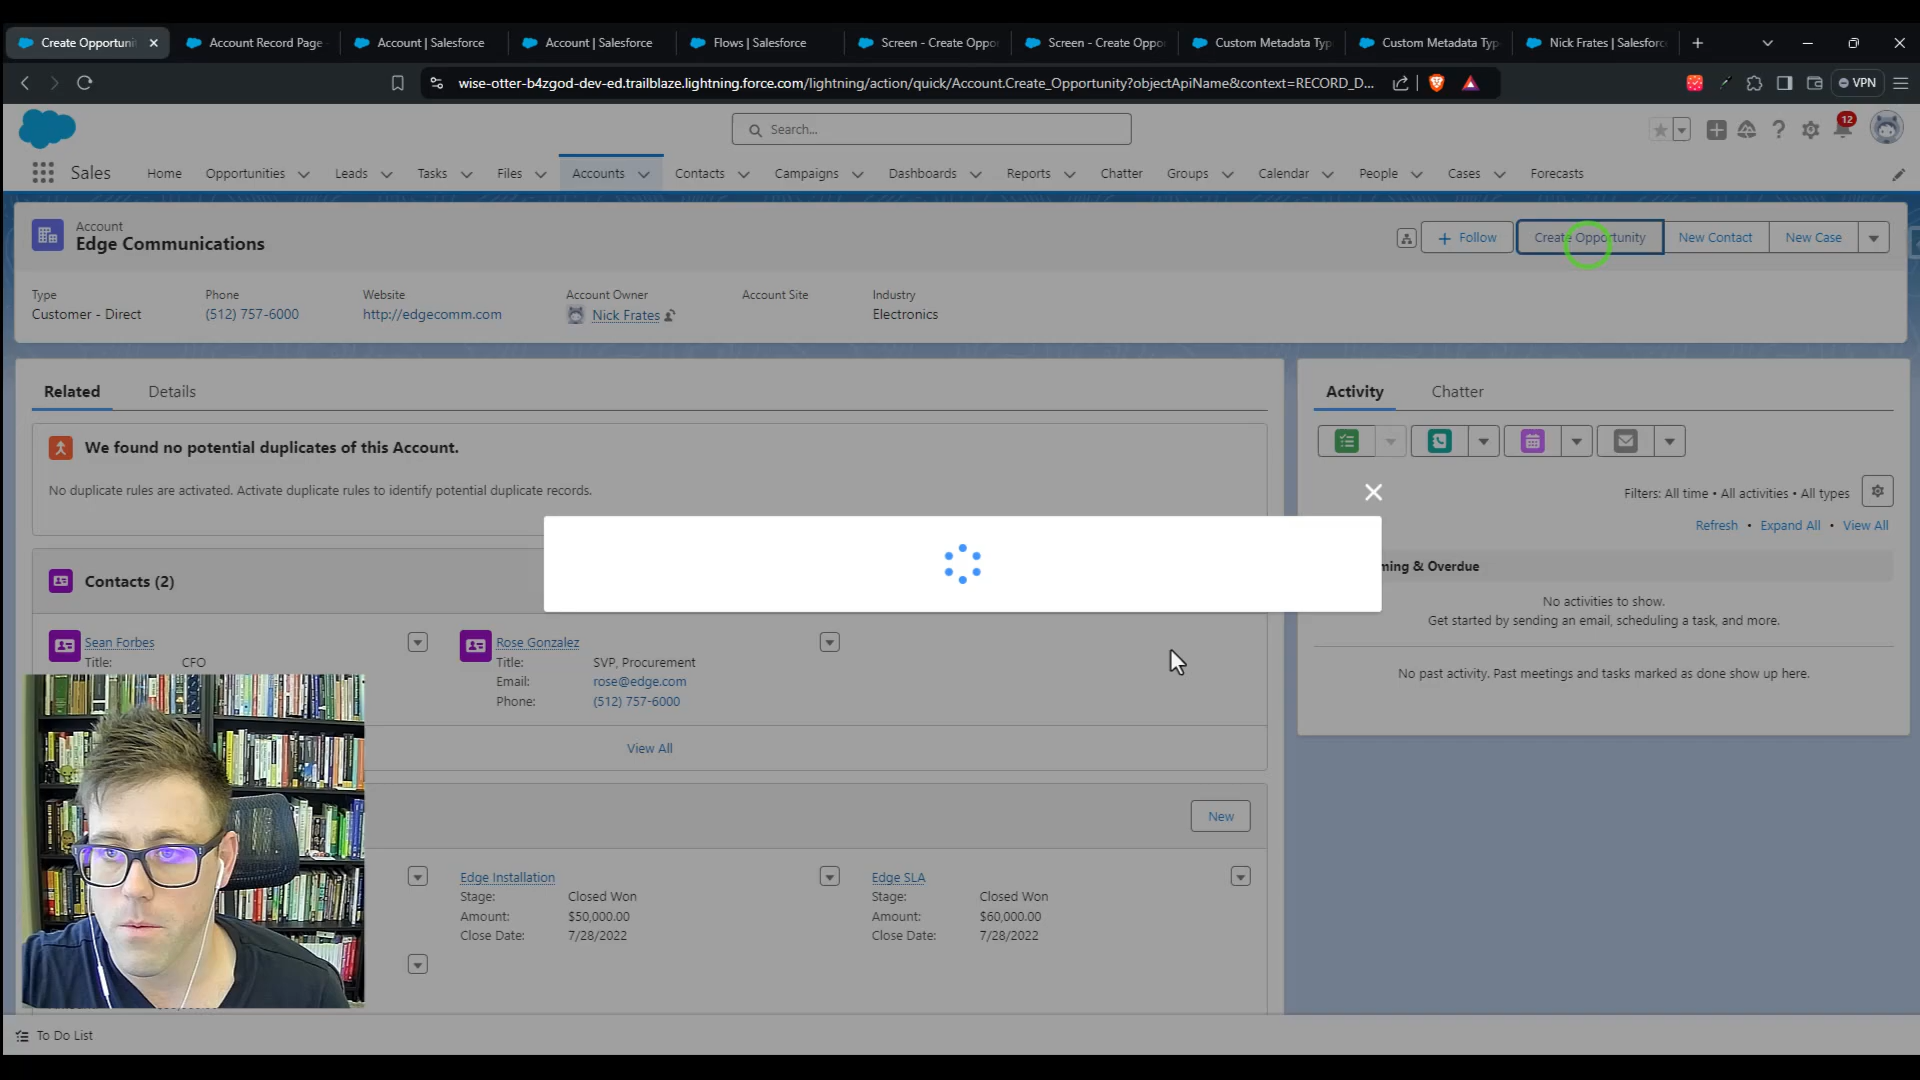 Create Opportuni
Account Record Page
Account | Salesforce
Account | Salesforce
Flows | Salesforce
Screen - Create Oppo
Screen - Create Oppo
Custom Metadata Typ
Custom Metadata Typ
Nick Frates | Salesforc
wise-otter-b4zgod-dev-ed.trailblaze.lightning.force.com/lightning/action/quick/Account.Create_Opportunity?objectApiName&context=RECORD_D...
VPN
Search...
12
Sales
Home
Opportunities
Leads
Tasks
Files
Accounts
Contacts
Campaigns
Dashboards
Reports
Chatter
Groups
Calendar
People
Cases
Forecasts
Account
Edge Communications
Follow
Create Opportunity
New Contact
New Case
Type
Customer - Direct
Phone
(512) 757-6000
Website
http://edgecomm.com
Account Owner
Nick Frates
Account Site
Industry
Electronics
Related
Details
We found no potential duplicates of this Account.
No duplicate rules are activated. Activate duplicate rules to identify potential duplicate records.
Contacts (2)
Sean Forbes
Title: CFO
Rose Gonzalez
Title: SVP, Procurement
Email: rose@edge.com
Phone: (512) 757-6000
View All
New
Edge Installation
Stage: Closed Won
Amount: $50,000.00
Close Date: 7/28/2022
Edge SLA
Stage: Closed Won
Amount: $60,000.00
Close Date: 7/28/2022
Activity
Chatter
Filters: All time • All activities • All types
Refresh • Expand All • View All
ming & Overdue
No activities to show.
Get started by sending an email, scheduling a task, and more.
No past activity. Past meetings and tasks marked as done show up here.
To Do List